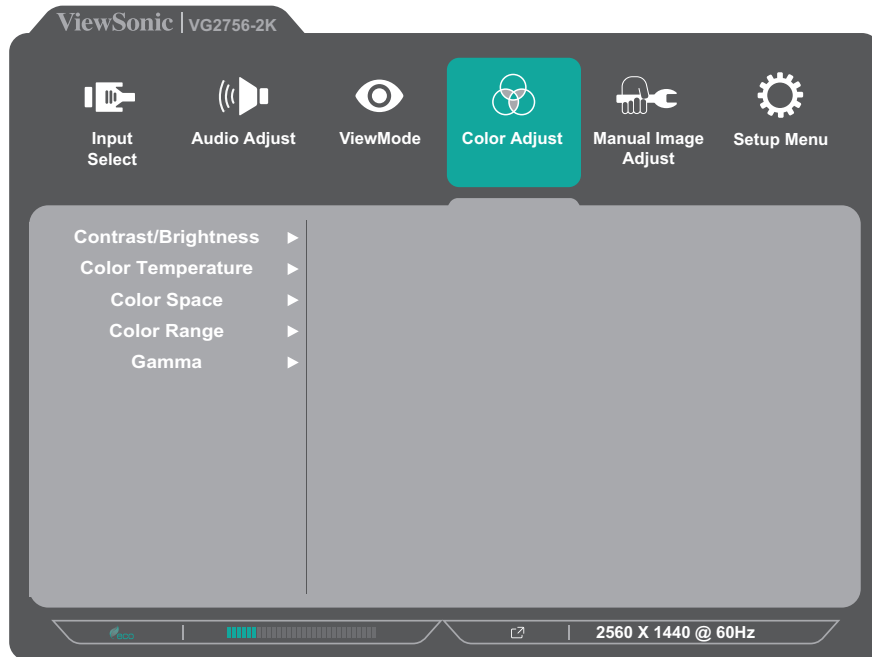 ViewSonic | VG2756-2K
Input
Select
Audio Adjust
ViewMode
Color Adjust
Manual Image
Adjust
Setup Menu
Contrast/Brightness
Color Temperature
Color Space
Color Range
Gamma
eco
2560 X 1440 @ 60Hz